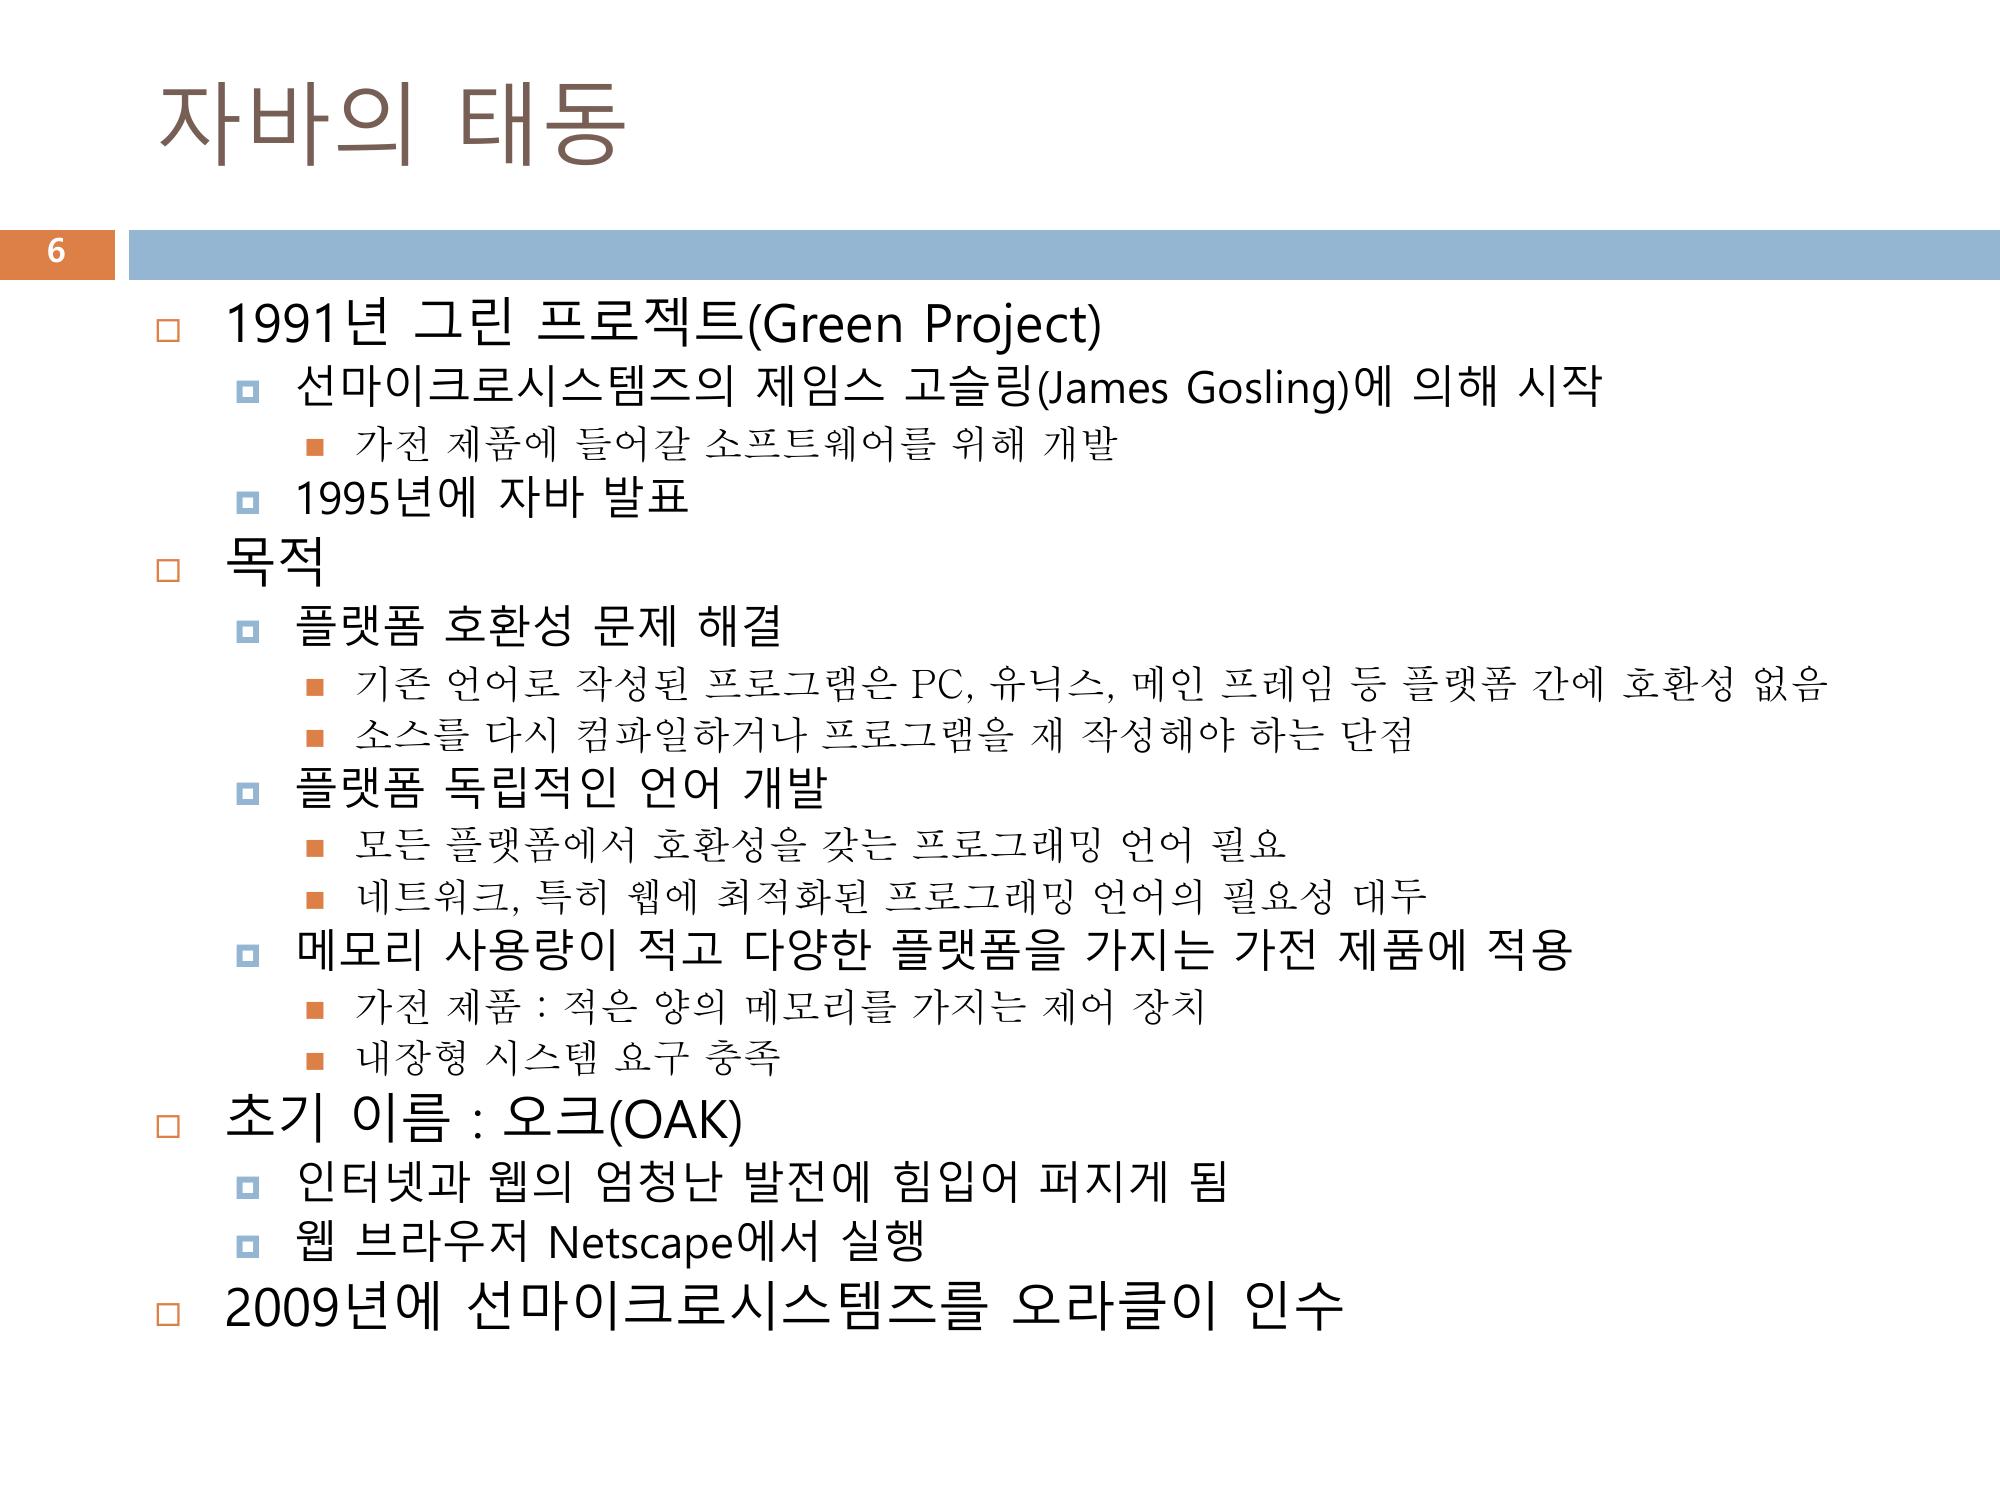 자바의 태동
6
1991년 그린 프로젝트(Green Project)
선마이크로시스템즈의 제임스 고슬링(James Gosling)에 의해 시작
가전 제품에 들어갈 소프트웨어를 위해 개발
1995년에 자바 발표
목적
플랫폼 호환성 문제 해결
기존 언어로 작성된 프로그램은 PC, 유닉스, 메인 프레임 등 플랫폼 간에 호환성 없음
소스를 다시 컴파일하거나 프로그램을 재 작성해야 하는 단점
플랫폼 독립적인 언어 개발
모든 플랫폼에서 호환성을 갖는 프로그래밍 언어 필요
네트워크, 특히 웹에 최적화된 프로그래밍 언어의 필요성 대두
메모리 사용량이 적고 다양한 플랫폼을 가지는 가전 제품에 적용
가전 제품 : 적은 양의 메모리를 가지는 제어 장치
내장형 시스템 요구 충족
초기 이름 : 오크(OAK)
인터넷과 웹의 엄청난 발전에 힘입어 퍼지게 됨
웹 브라우저 Netscape에서 실행
2009년에 선마이크로시스템즈를 오라클이 인수